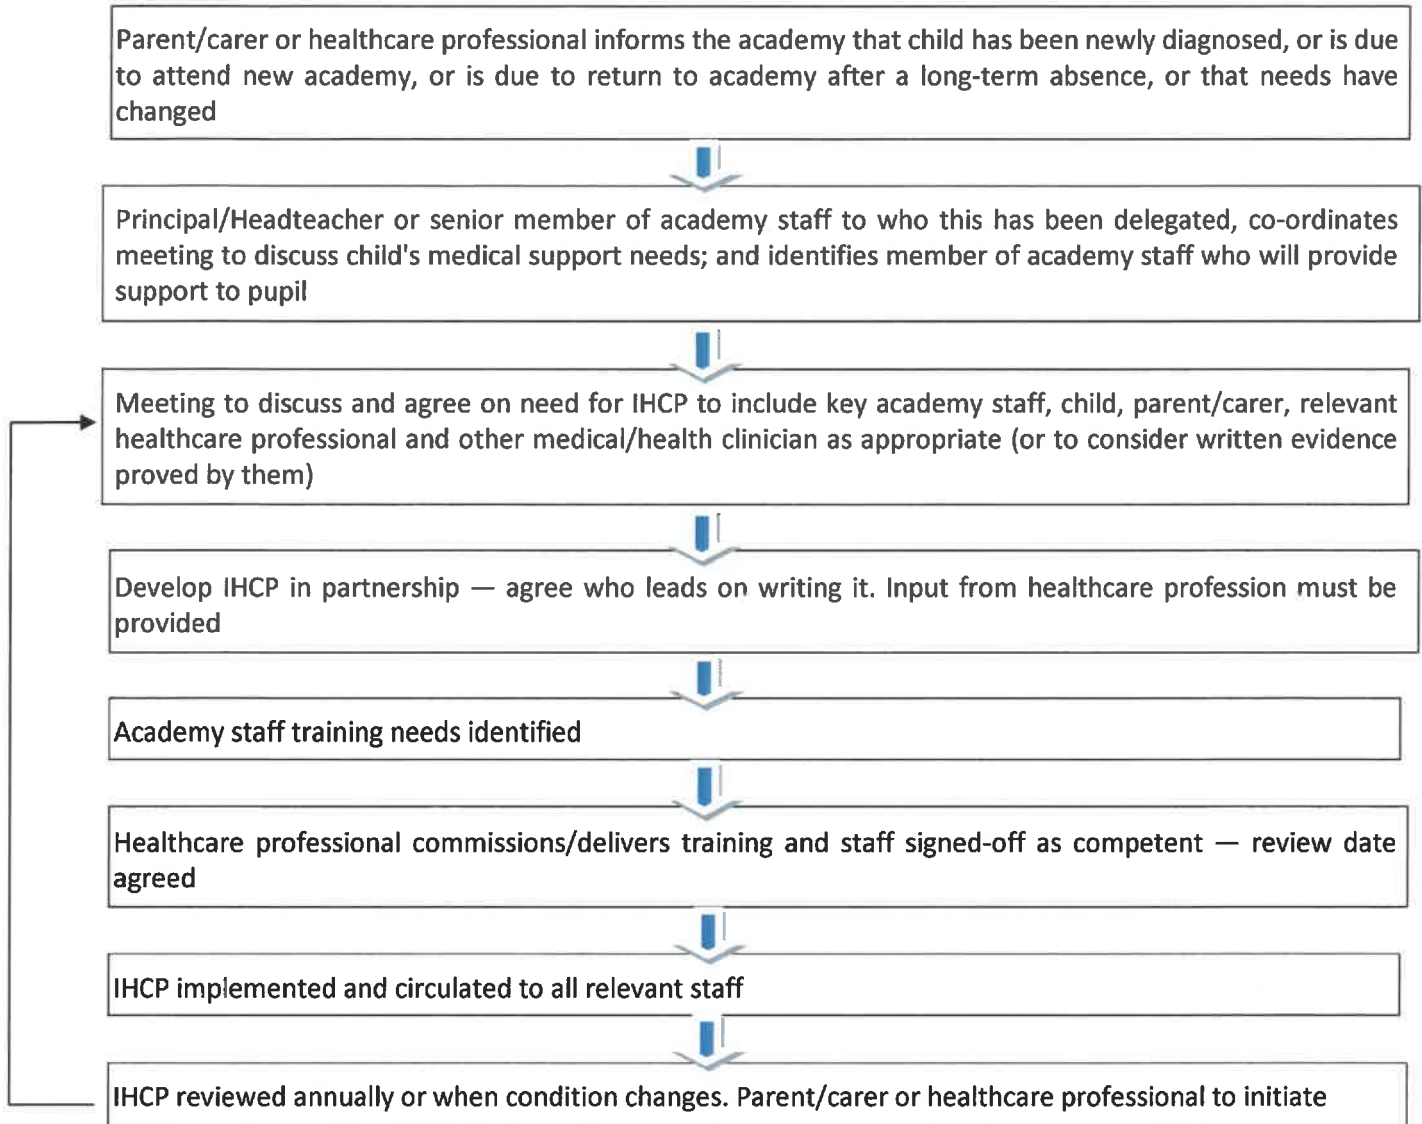 Parent/carer or healthcare professional informs the academy that child has been newly diagnosed, or is due
to attend new academy, or is due to return to academy after a long-term absence, or that needs have
changed
Principal/Headteacher or senior member of academy staff to who this has been delegated, co-ordinates
meeting to discuss child's medical support needs; and identifies member of academy staff who will provide
support to pupil
Meeting to discuss and agree on need for IHCP to include key academy staff, child, parent/carer, relevant
healthcare professional and other medical/health clinician as appropriate (or to consider written evidence
proved by them)
Develop IHCP in partnership — agree who leads on writing it. Input from healthcare profession must be
provided
Academy staff training needs identified
Healthcare professional commissions/delivers training and staff signed-off as competent — review date
agreed
IHCP implemented and circulated to all relevant staff
IHCP reviewed annually or when condition changes. Parent/carer or healthcare professional to initiate